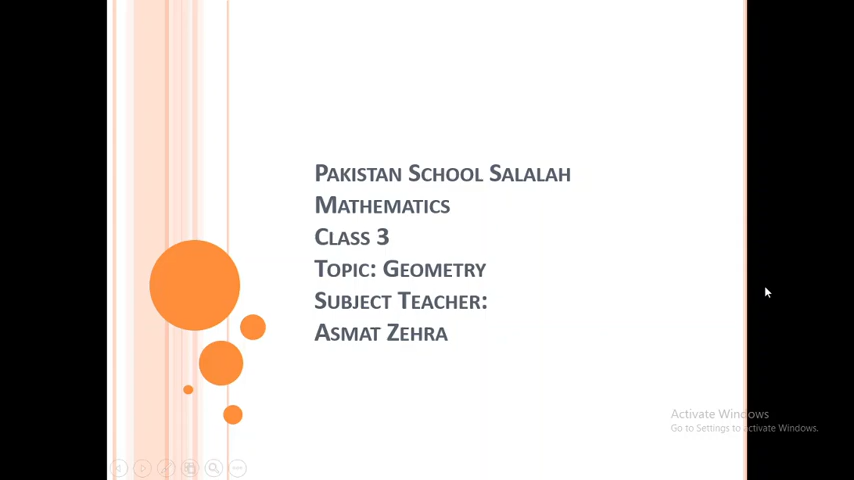 Pakistan School Salalah
Mathematics
Class 3
Topic: Geometry
Subject Teacher:
Asmat Zehra
Activate Windows
Go to Settings to Activate Windows.